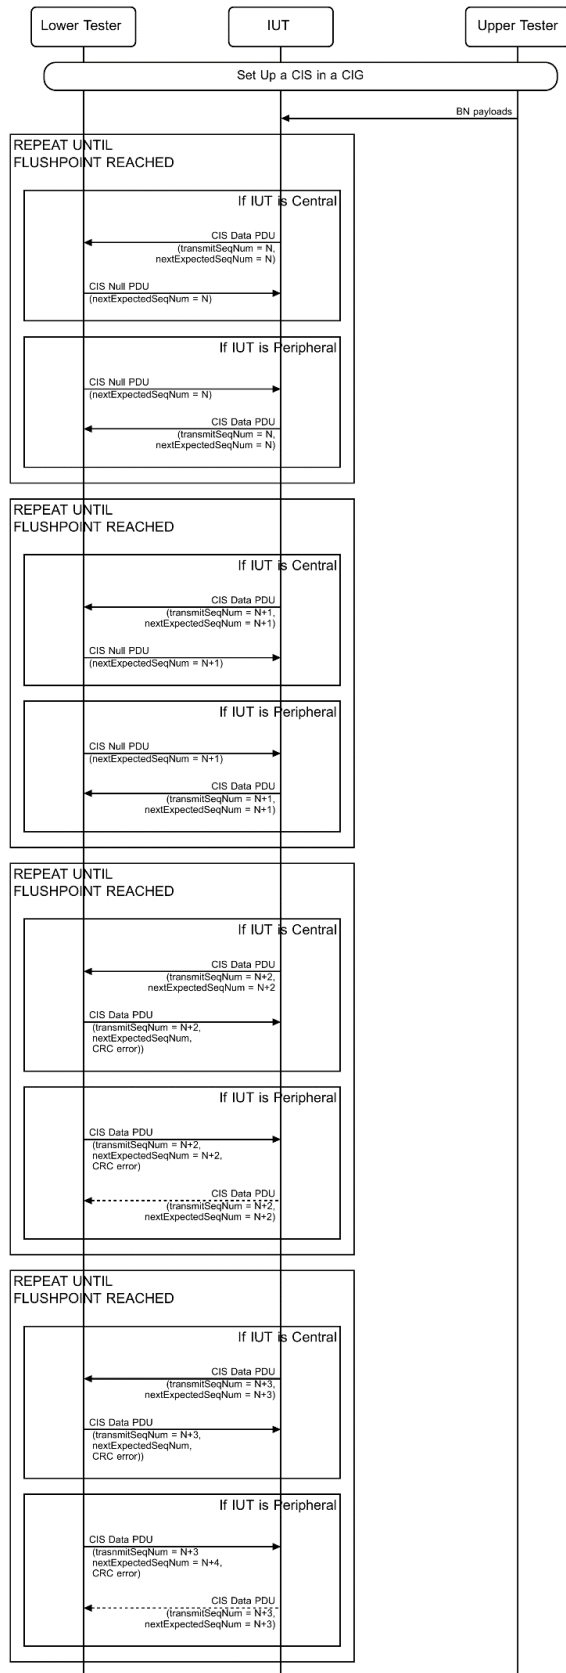 Lower Tester
IUT
Upper Tester
Set Up a CIS in a CIG
BN payloads
REPEAT UNTIL
FLUSHPOINT REACHED
If IUT is Central
CIS Data PDU
(transmitSeqNum = N,
nextExpectedSeqNum = N)
CIS Null PDU
(nextExpectedSeqNum = N)
If IUT is Peripheral
CIS Null PDU
(nextExpectedSeqNum = N)
CIS Data PDU
(transmitSeqNum = N,
nextExpectedSeqNum = N)
REPEAT UNTIL
FLUSHPOINT REACHED
If IUT is Central
CIS Data PDU
(transmitSeqNum = N+1,
nextExpectedSeqNum = N+1)
CIS Null PDU
(nextExpectedSeqNum = N+1)
If IUT is Peripheral
CIS Null PDU
(nextExpectedSeqNum = N+1)
CIS Data PDU
(transmitSeqNum = N+1,
nextExpectedSeqNum = N+1)
REPEAT UNTIL
FLUSHPOINT REACHED
If IUT is Central
CIS Data PDU
(transmitSeqNum = N+2,
nextExpectedSeqNum = N+2
CIS Data PDU
(transmitSeqNum = N+2,
nextExpectedSeqNum,
CRC error))
If IUT is Peripheral
CIS Data PDU
(transmitSeqNum = N+2,
nextExpectedSeqNum = N+2,
CRC error)
CIS Data PDU
(transmitSeqNum = N+2,
nextExpectedSeqNum = N+2)
REPEAT UNTIL
FLUSHPOINT REACHED
If IUT is Central
CIS Data PDU
(transmitSeqNum = N+3,
nextExpectedSeqNum = N+3)
CIS Data PDU
(transmitSeqNum = N+3,
nextExpectedSeqNum,
CRC error))
If IUT is Peripheral
CIS Data PDU
(trasnmitSeqNum = N+3
nextExpectedSeqNum = N+4,
CRC error)
CIS Data PDU
(transmitSeqNum = N+3,
nextExpectedSeqNum = N+3)